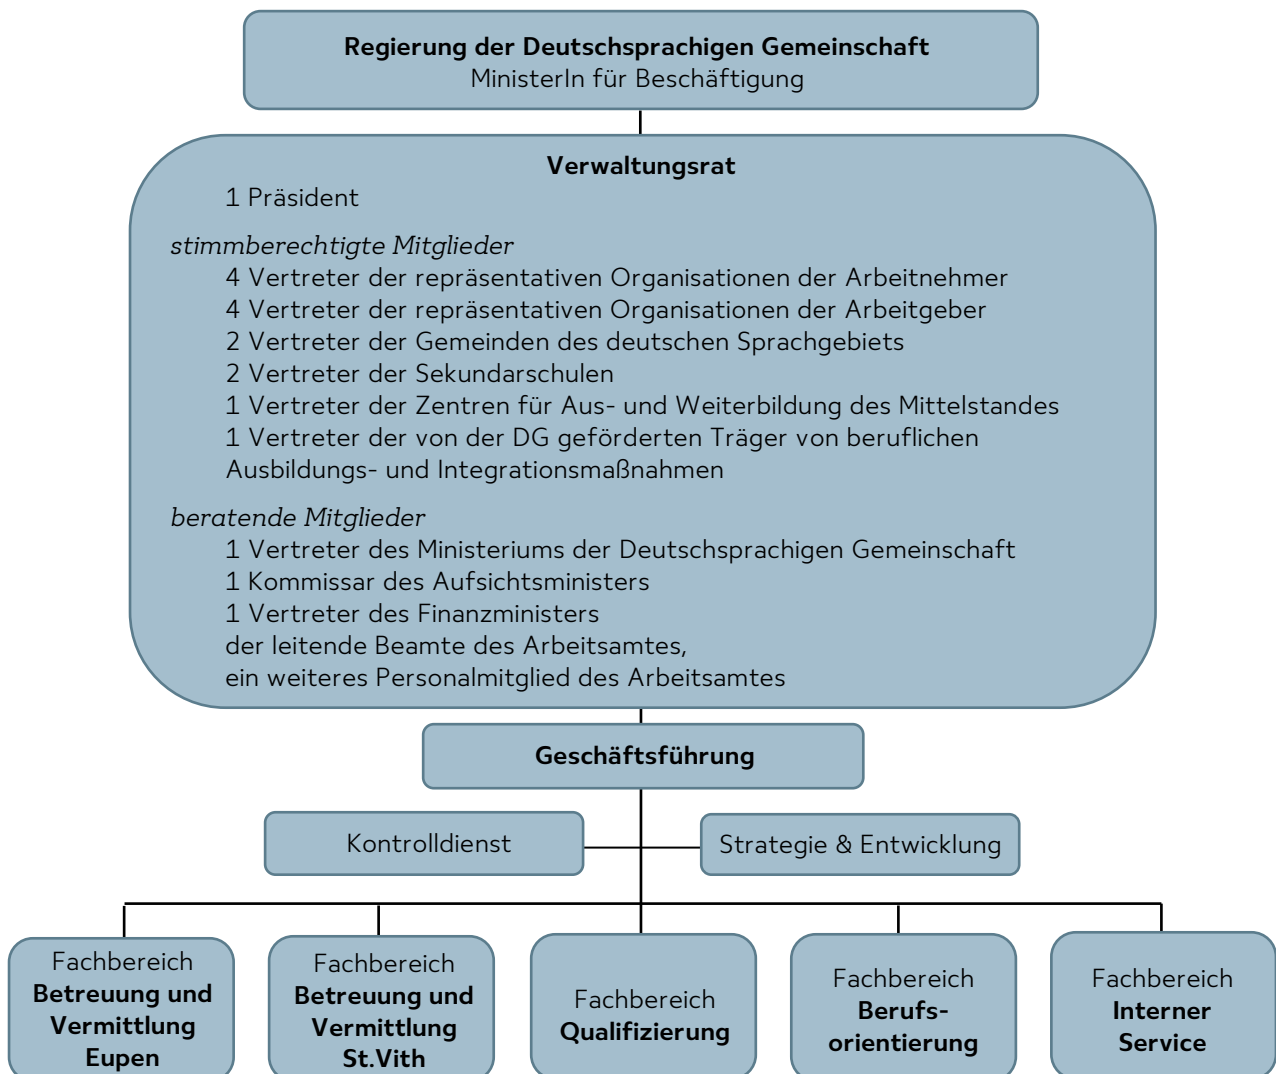 Regierung der Deutschsprachigen Gemeinschaft
MinisterIn für Beschäftigung
Verwaltungsrat
1 Präsident
stimmberechtigte Mitglieder
4 Vertreter der repräsentativen Organisationen der Arbeitnehmer
4 Vertreter der repräsentativen Organisationen der Arbeitgeber
2 Vertreter der Gemeinden des deutschen Sprachgebiets
2 Vertreter der Sekundarschulen
1 Vertreter der Zentren für Aus- und Weiterbildung des Mittelstandes
1 Vertreter der von der DG geförderten Träger von beruflichen
Ausbildungs- und Integrationsmaßnahmen
beratende Mitglieder
1 Vertreter des Ministeriums der Deutschsprachigen Gemeinschaft
1 Kommissar des Aufsichtsministers
1 Vertreter des Finanzministers
der leitende Beamte des Arbeitsamtes,
ein weiteres Personalmitglied des Arbeitsamtes
Geschäftsführung
Kontrolldienst
Strategie & Entwicklung
Fachbereich
Betreuung und
Vermittlung
Eupen
Fachbereich
Betreuung und
Vermittlung
St.Vith
Fachbereich
Qualifizierung
Fachbereich
Berufs-
orientierung
Fachbereich
Interner
Service